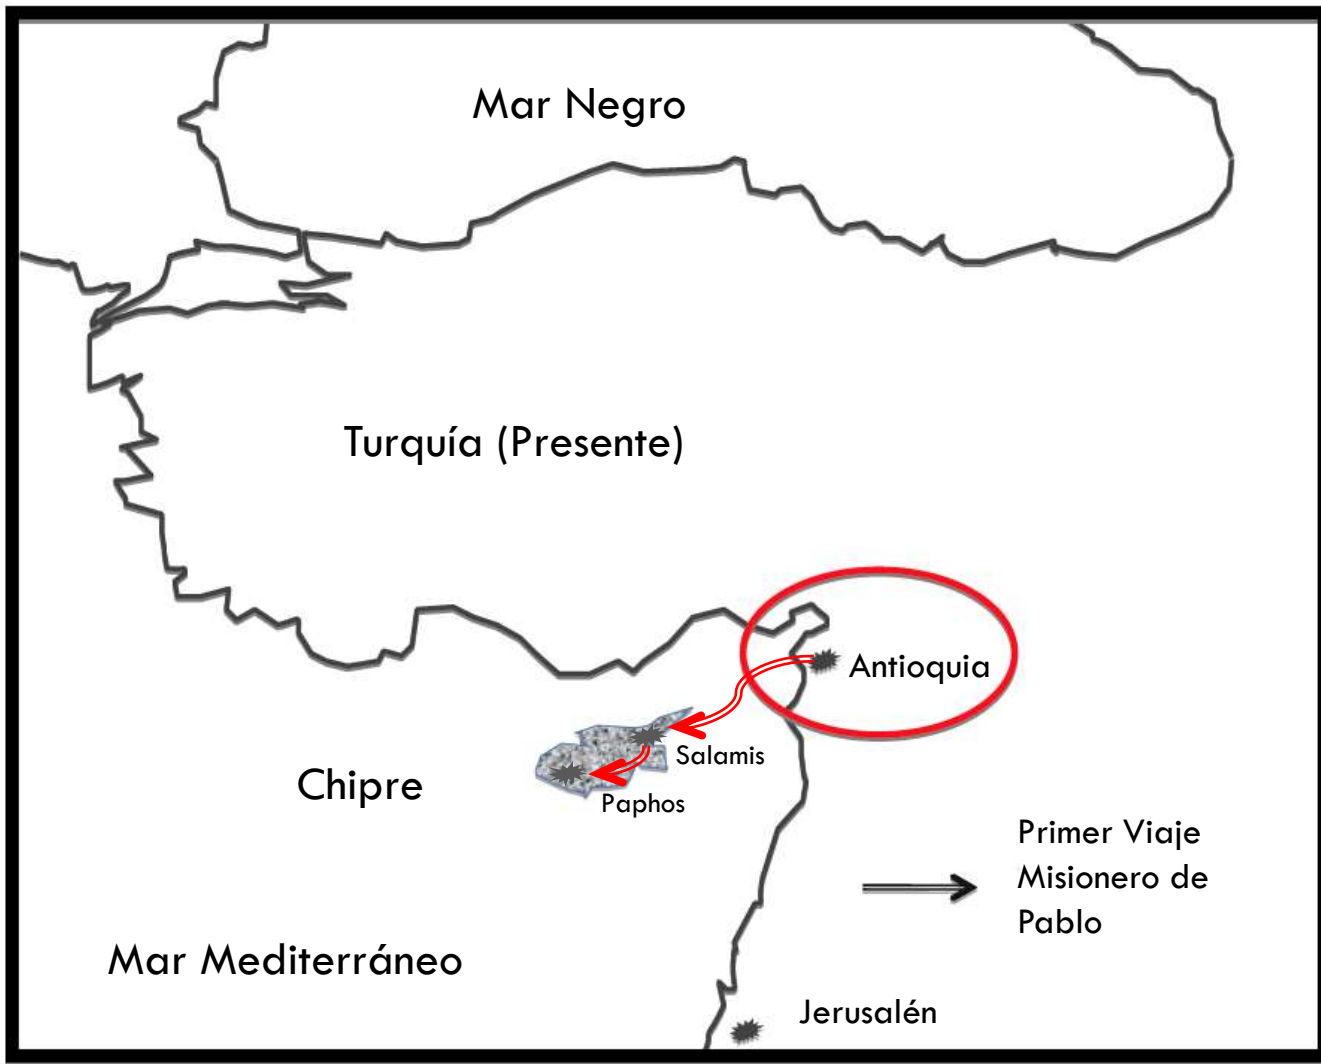 Mar Negro
Turquía (Presente)
Antioquia
Salamis
Chipre
Paphos
Primer Viaje
Misionero de
Pablo
Mar Mediterráneo
Jerusalén